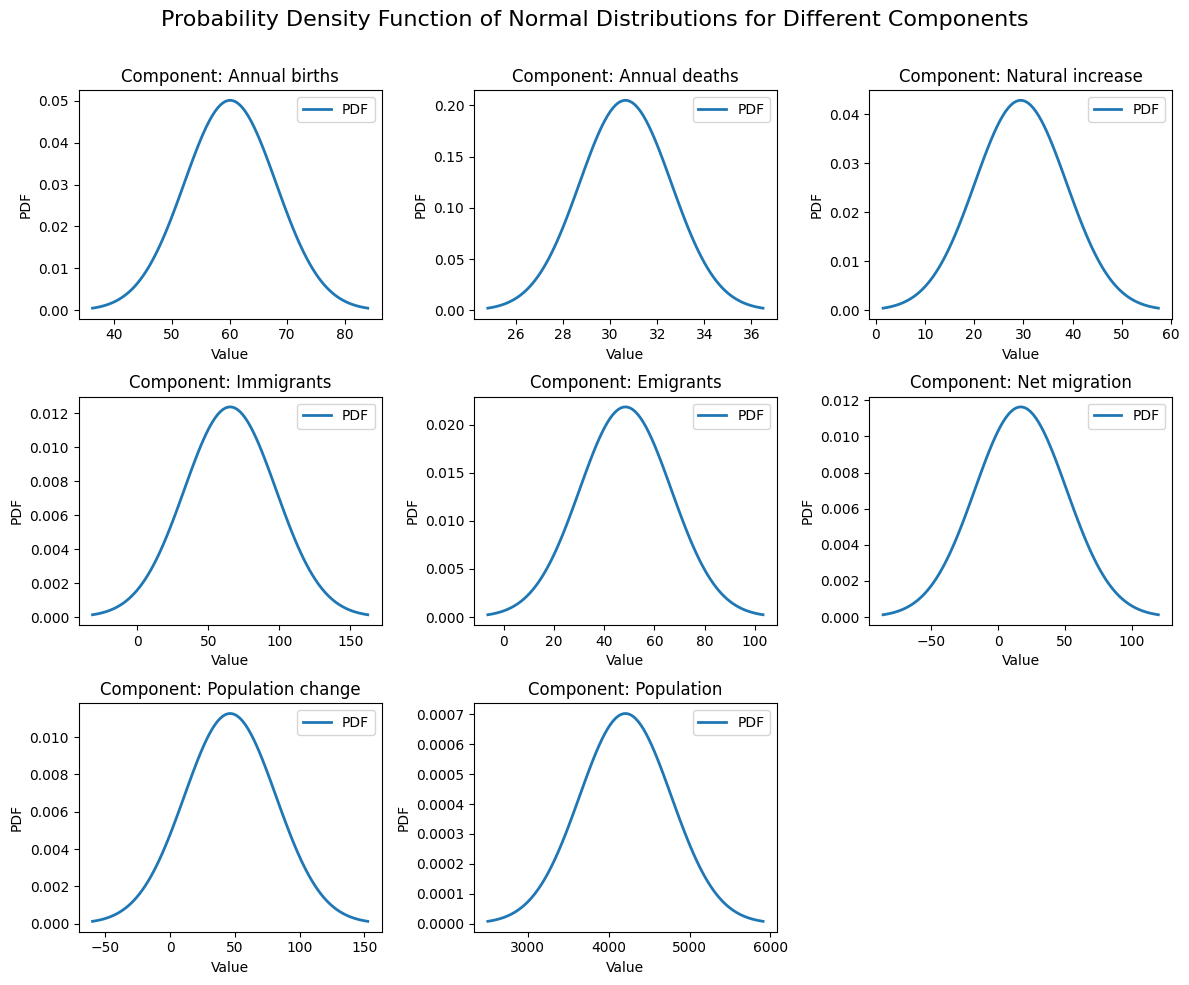 Probability Density Function of Normal Distributions for Different Components
Component: Annual births
PDF
0.05
0.04
0.03
0.02
0.01
0.00
PDF
40 50 60 70 80
Value
Component: Annual deaths
PDF
0.20
0.15
0.10
0.05
0.00
PDF
26 28 30 32 34 36
Value
Component: Natural increase
PDF
0.04
0.03
0.02
0.01
0.00
PDF
0 10 20 30 40 50 60
Value
Component: Immigrants
PDF
0.012
0.010
0.008
0.006
0.004
0.002
0.000
PDF
0 50 100 150
Value
Component: Emigrants
PDF
0.020
0.015
0.010
0.005
0.000
PDF
0 20 40 60 80 100
Value
Component: Net migration
PDF
0.012
0.010
0.008
0.006
0.004
0.002
0.000
PDF
−50 0 50 100
Value
Component: Population change
PDF
0.010
0.008
0.006
0.004
0.002
0.000
PDF
−50 0 50 100 150
Value
Component: Population
PDF
0.0007
0.0006
0.0005
0.0004
0.0003
0.0002
0.0001
0.0000
PDF
3000 4000 5000 6000
Value